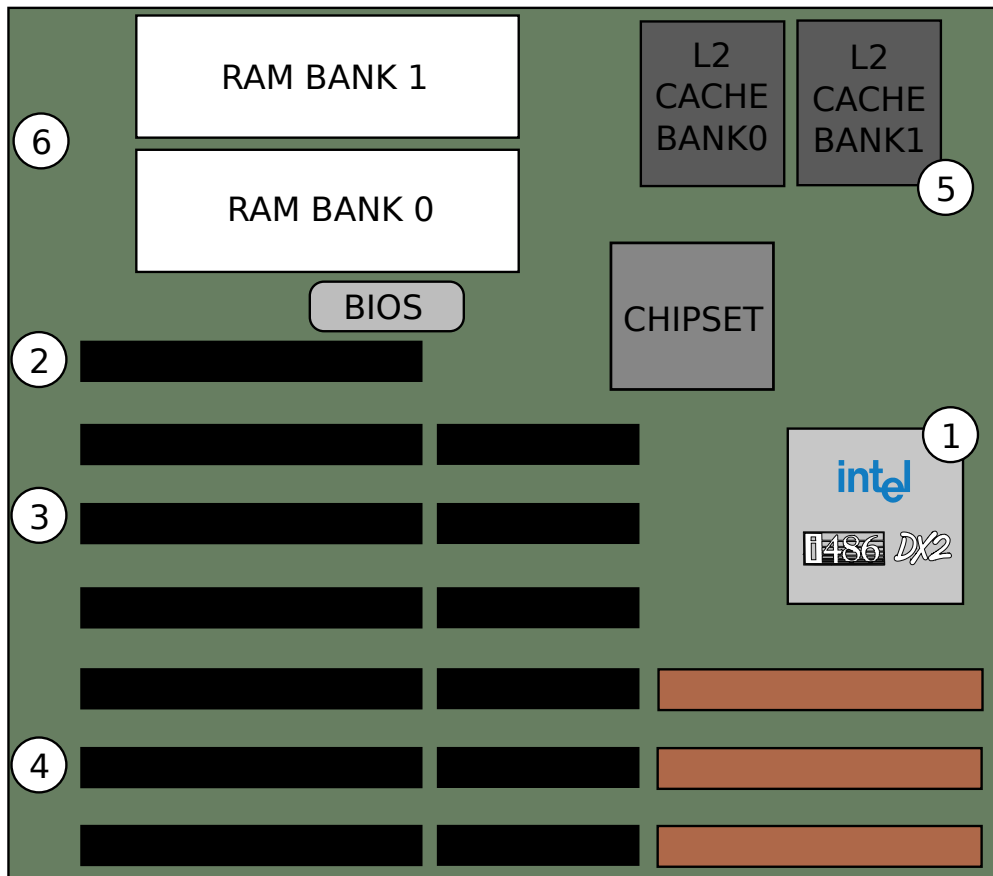 RAM BANK 1
L2
CACHE
BANK0
L2
CACHE
BANK1
6
5
RAM BANK 0
BIOS
CHIPSET
2
1
intel
i486 DX2
3
4